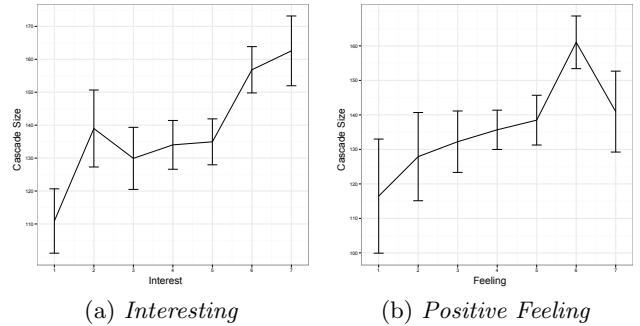 170
160
150
140
130
120
110
Cascade Size
1 2 3 4 5 6 7
Interest
(a) Interesting
160
150
140
130
120
110
100
Cascade Size
1 2 3 4 5 6 7
Feeling
(b) Positive Feeling